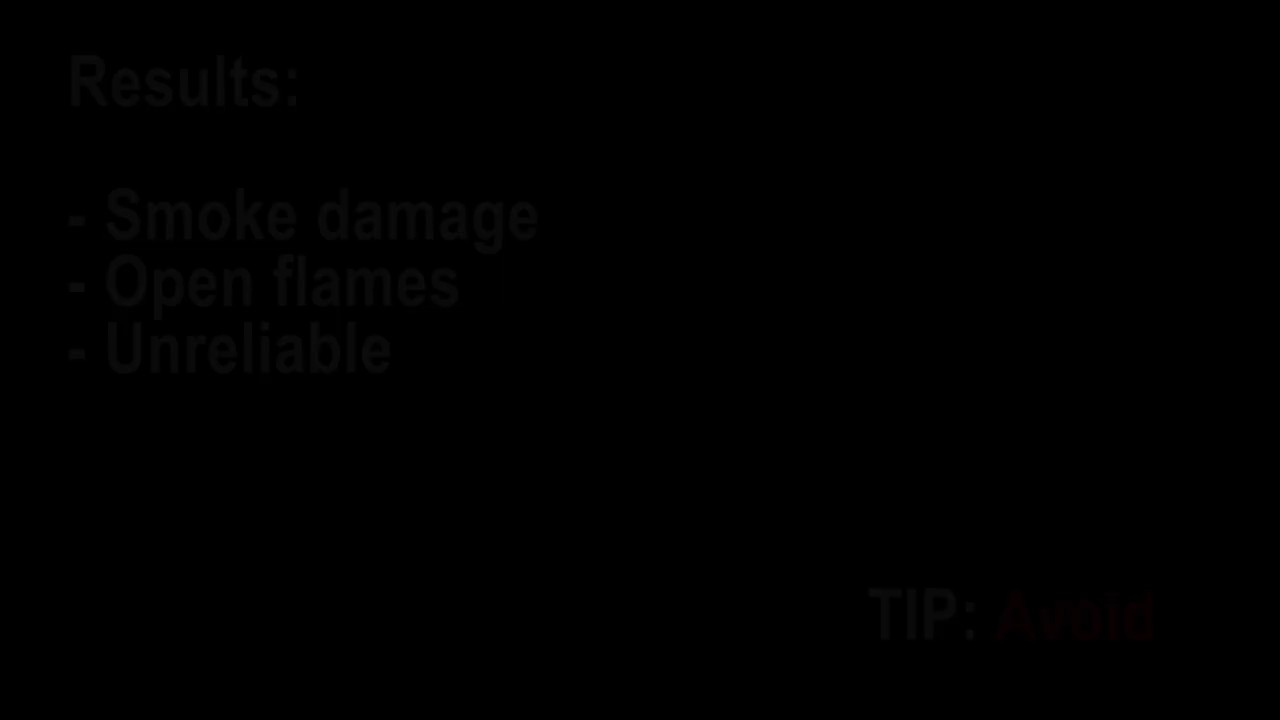 Results:
- Smoke damage
- Open flames
- Unreliable
TIP: Avoid